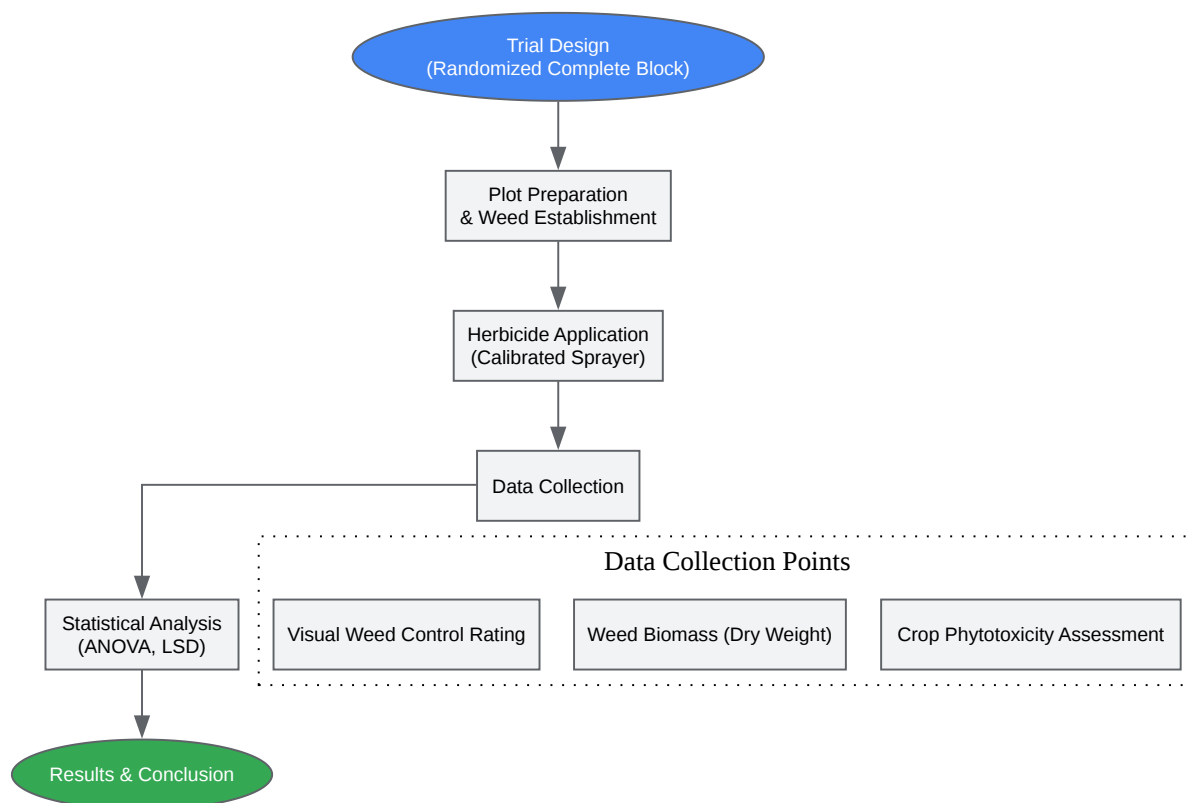 Trial Design
(Randomized Complete Block)
Plot Preparation
& Weed Establishment
Herbicide Application
(Calibrated Sprayer)
Data Collection
Data Collection Points
Statistical Analysis
(ANOVA, LSD)
Visual Weed Control Rating
Weed Biomass (Dry Weight)
Crop Phytotoxicity Assessment
Results & Conclusion